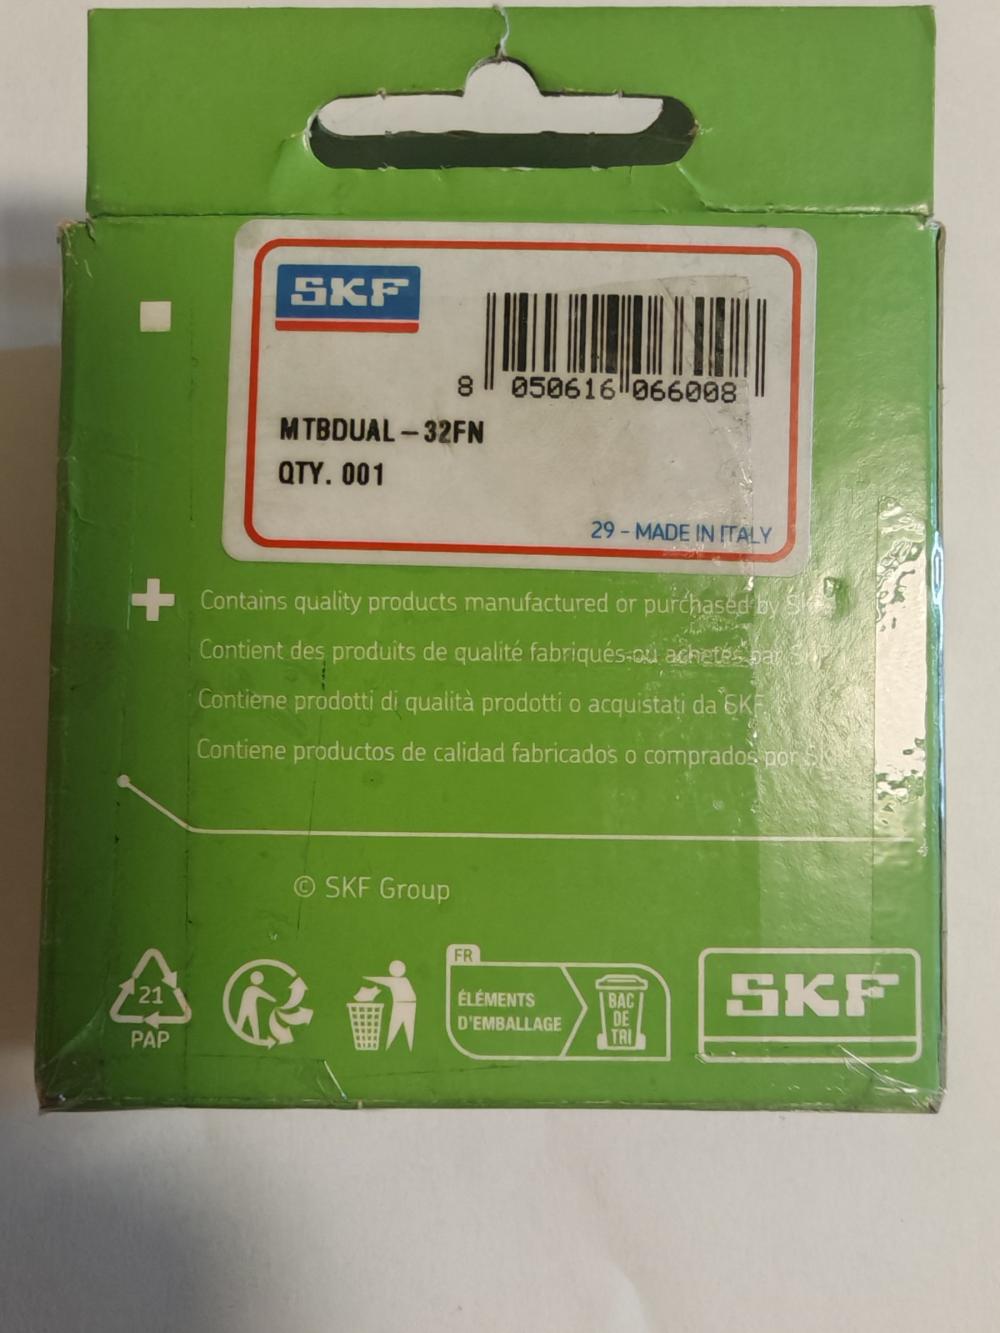 SKF
8 050616 066008
MTBDUAL-32FN
QTY. 001
29 - MADE IN ITALY
Contains quality products manufactured or purchased by SKF
Contient des produits de qualité fabriqués ou achetés par SKF
Contiene prodotti di qualità prodotti o acquistati da SKF
Contiene productos de calidad fabricados o comprados por SKF
© SKF Group
21
PAP
FR
ÉLÉMENTS
D'EMBALLAGE
BAC
DE
TRI
SKF